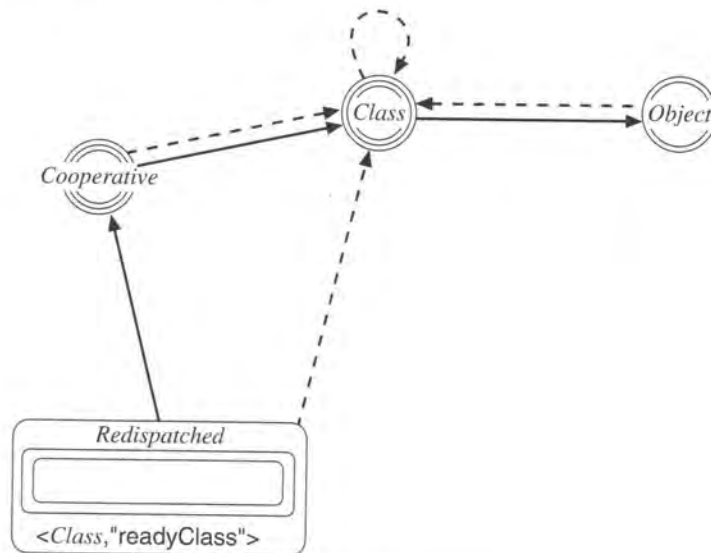 Class
Object
Cooperative
Redispatched
<Class,"readyClass">